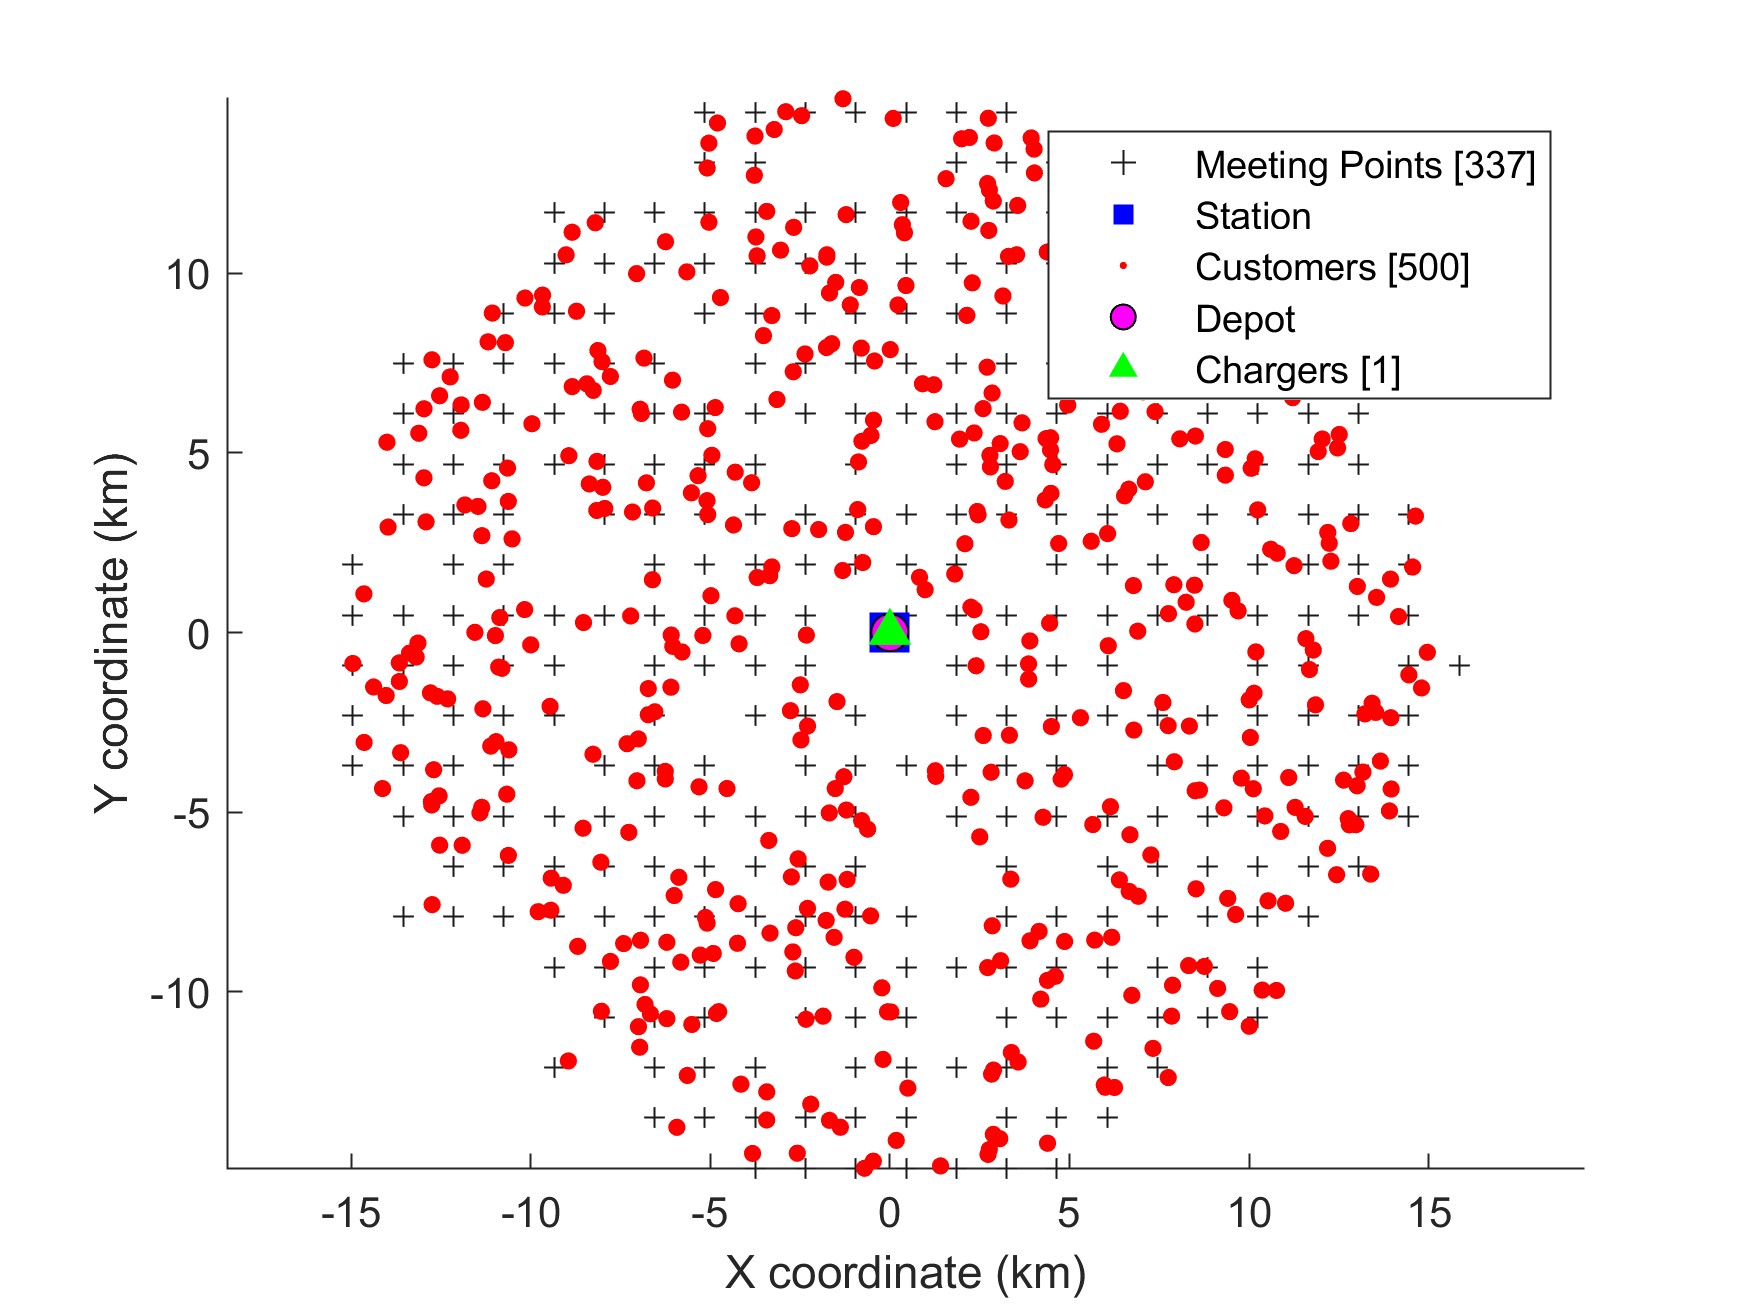 Meeting Points [337]
Station
Customers [500]
Depot
Chargers [1]
10
5
0
-5
-10
Y coordinate (km)
-15 -10 -5 0 5 10 15
X coordinate (km)